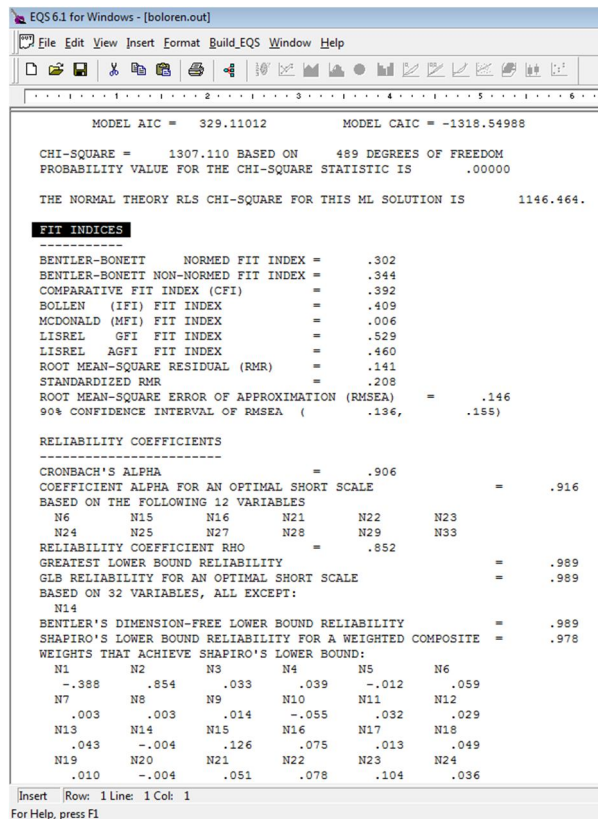 EQS 6.1 for Windows - [boloren.out]
File Edit View Insert Format Build_EQS Window Help
1 2 3 4 5 6
MODEL AIC = 329.11012 MODEL CAIC = -1318.54988
CHI-SQUARE = 1307.110 BASED ON 489 DEGREES OF FREEDOM
PROBABILITY VALUE FOR THE CHI-SQUARE STATISTIC IS .00000
THE NORMAL THEORY RLS CHI-SQUARE FOR THIS ML SOLUTION IS 1146.464.
FIT INDICES
-----------
BENTLER-BONETT NORMED FIT INDEX = .302
BENTLER-BONETT NON-NORMED FIT INDEX = .344
COMPARATIVE FIT INDEX (CFI) = .392
BOLLEN (IFI) FIT INDEX = .409
MCDONALD (MFI) FIT INDEX = .006
LISREL GFI FIT INDEX = .529
LISREL AGFI FIT INDEX = .460
ROOT MEAN-SQUARE RESIDUAL (RMR) = .141
STANDARDIZED RMR = .208
ROOT MEAN-SQUARE ERROR OF APPROXIMATION (RMSEA) = .146
90% CONFIDENCE INTERVAL OF RMSEA ( .136, .155)
RELIABILITY COEFFICIENTS
------------------------
CRONBACH'S ALPHA = .906
COEFFICIENT ALPHA FOR AN OPTIMAL SHORT SCALE = .916
BASED ON THE FOLLOWING 12 VARIABLES
N6 N15 N16 N21 N22 N23
N24 N25 N27 N28 N29 N33
RELIABILITY COEFFICIENT RHO = .852
GREATEST LOWER BOUND RELIABILITY = .989
GLB RELIABILITY FOR AN OPTIMAL SHORT SCALE = .989
BASED ON 32 VARIABLES, ALL EXCEPT:
N14
BENTLER'S DIMENSION-FREE LOWER BOUND RELIABILITY = .989
SHAPIRO'S LOWER BOUND RELIABILITY FOR A WEIGHTED COMPOSITE = .978
WEIGHTS THAT ACHIEVE SHAPIRO'S LOWER BOUND:
N1 N2 N3 N4 N5 N6
-.388 .854 .033 .039 -.012 .059
N7 N8 N9 N10 N11 N12
.003 .003 .014 -.055 .032 .029
N13 N14 N15 N16 N17 N18
.043 -.004 .126 .075 .013 .049
N19 N20 N21 N22 N23 N24
.010 -.004 .051 .078 .104 .036
Insert Row: 1 Line: 1 Col: 1
For Help, press F1